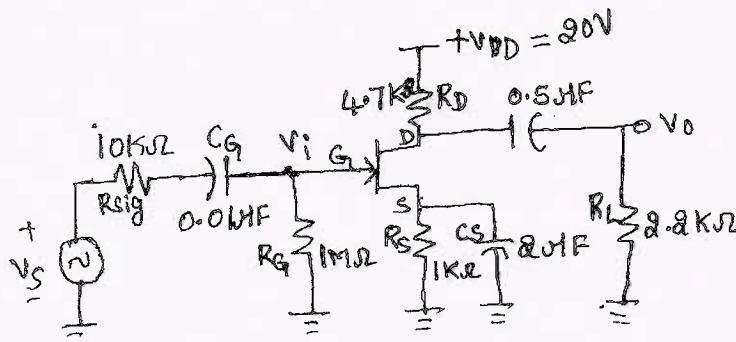 +VDD = 20V
4.7KΩ
RD
0.5μF
D
Vo
10KΩ
CG
Vi
G
Rsig
0.01μF
+
VS
~
RG
1MΩ
S
RS
1KΩ
CS
2μF
RL
2.2KΩ